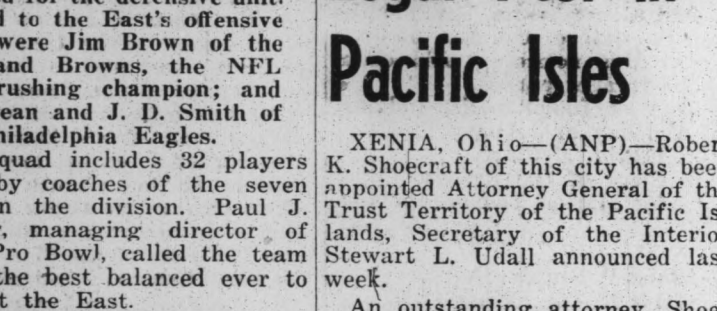 to the East's offensive
were Jim Brown of the
and Browns, the NFL
rushing champion; and
ean and J. D. Smith of
hiladelphia Eagles.
quad includes 32 players
by coaches of the seven
n the division. Paul J.
, managing director of
Pro Bowl, called the team
the best balanced ever to
t the East.
Pacific Isles
XENIA, Ohio—(ANP)—Rober
K. Shoecraft of this city has bee
appointed Attorney General of th
Trust Territory of the Pacific Is
lands, Secretary of the Interio
Stewart L. Udall announced las
week.
An outstanding attorney, Shoe